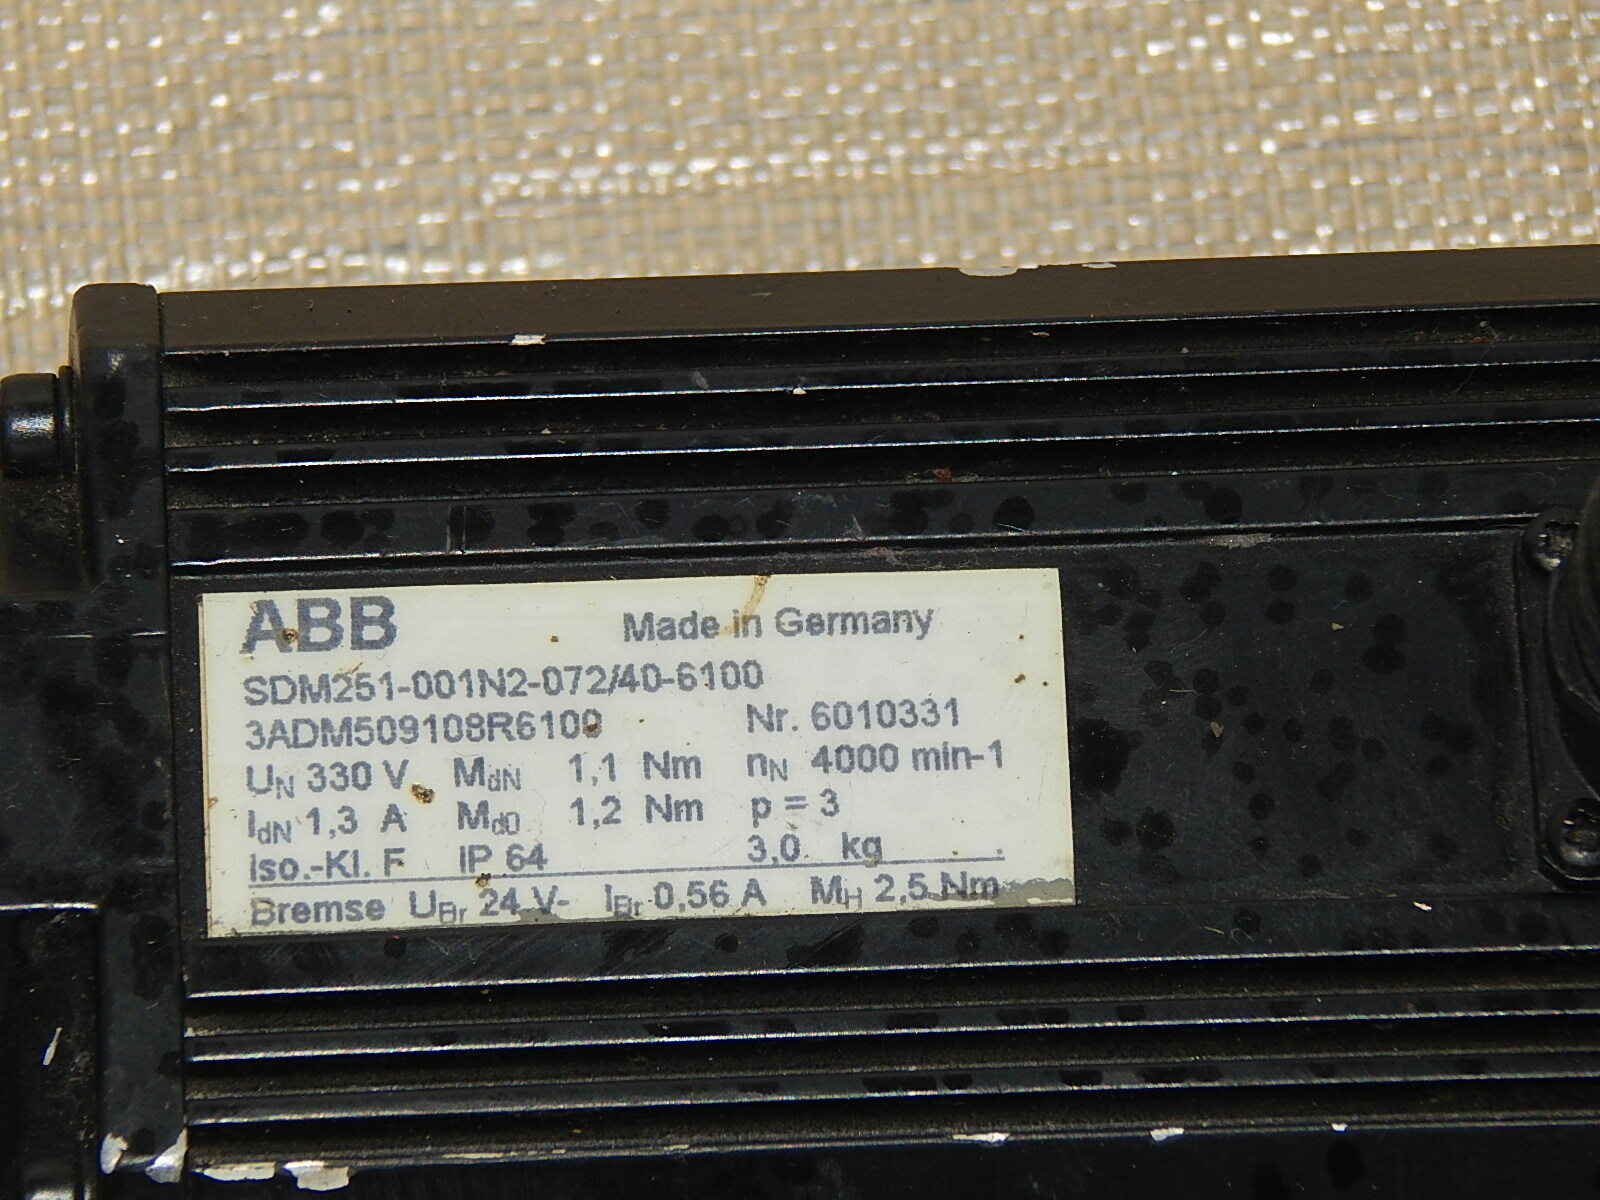 ABB Made in Germany
SDM251-001N2-072/40-6100
3ADM509108R6100 Nr. 6010331
UN 330 V MdN 1,1 Nm nN 4000 min-1
IdN 1,3 A Md0 1,2 Nm p = 3
Iso.-Kl. F IP 64 3,0 kg
Bremse UBr 24 V- IBr 0,56 A MH 2,5 Nm